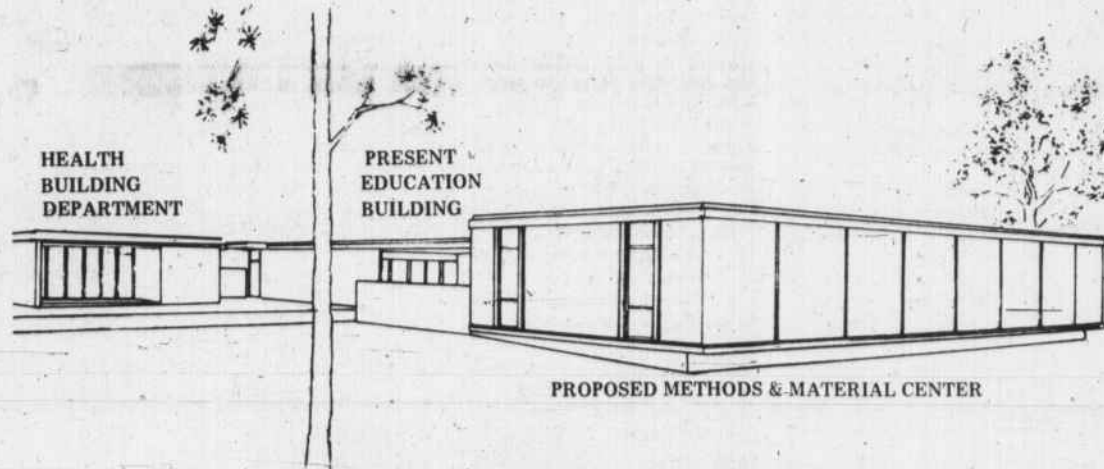 HEALTH
BUILDING
DEPARTMENT
PRESENT
EDUCATION
BUILDING
PROPOSED METHODS & MATERIAL CENTER